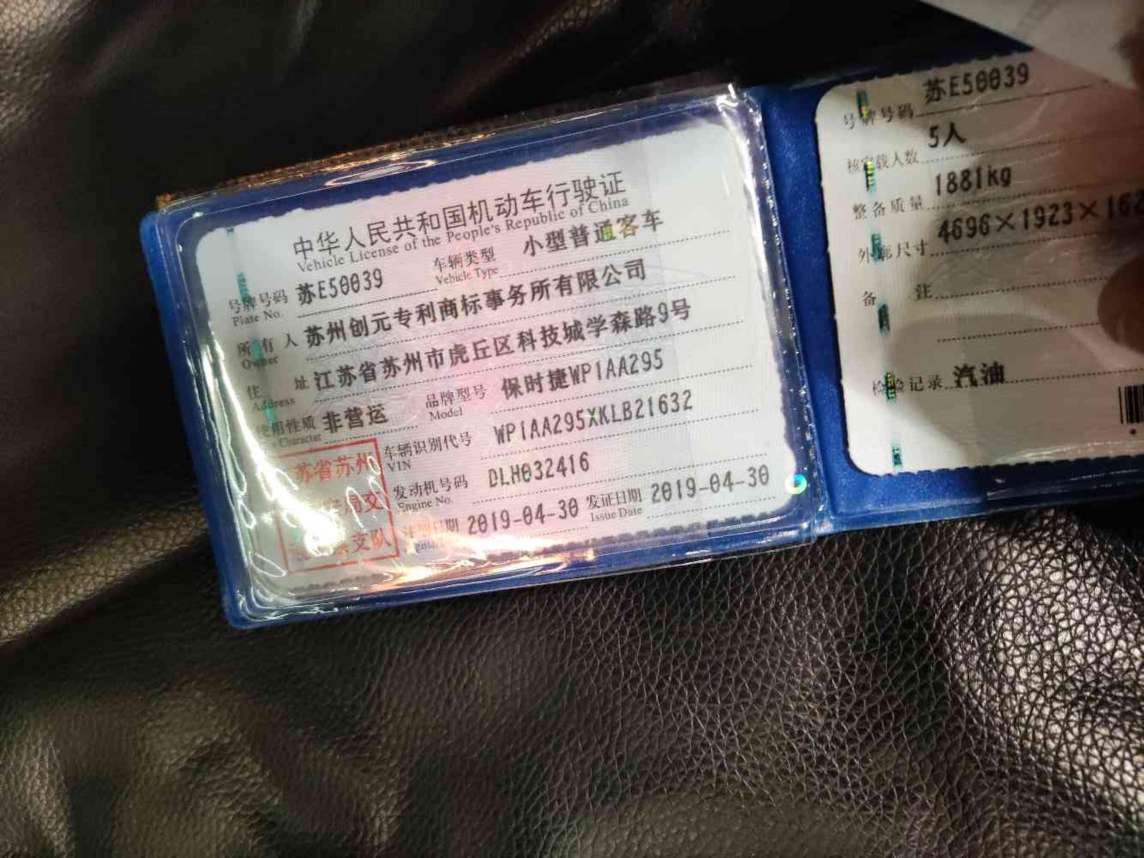 中华人民共和国机动车行驶证
Vehicle License of the People's Republic of China
号牌号码 苏E50039 车辆类型 小型普通客车
Plate No. Vehicle Type
所有人 苏州创元专利商标事务所有限公司
Owner
住 址 江苏省苏州市虎丘区科技城学森路9号
Address
使用性质 非营运 品牌型号 保时捷WP1AA295
Character Model
车辆识别代号 WP1AA295XKLB21632
VIN
发动机号码 DLH032416
Engine No.
注册日期 2019-04-30 发证日期 2019-04-30
Issue Date
苏省苏州
支队
号牌号码 苏E50039
核定载人数 5人
整备质量 1881kg
外廓尺寸 4696×1923×162
备 注
检验记录 汽油